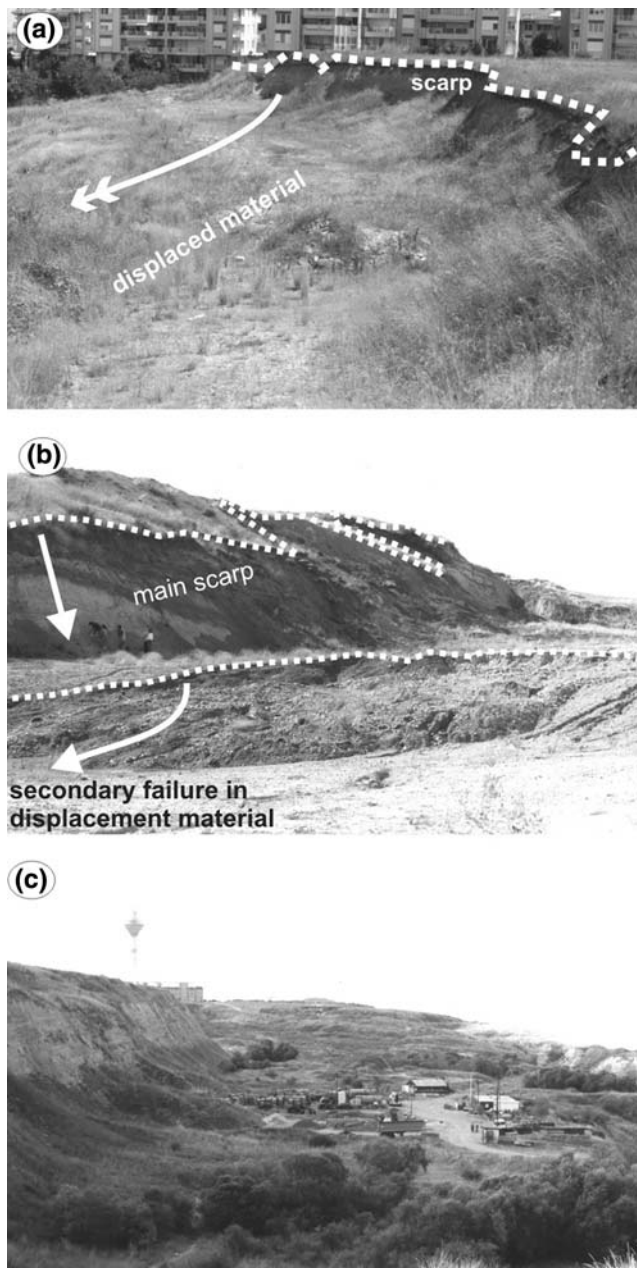 (a)
scarp
displaced material
(b)
main scarp
secondary failure in
displacement material
(c)